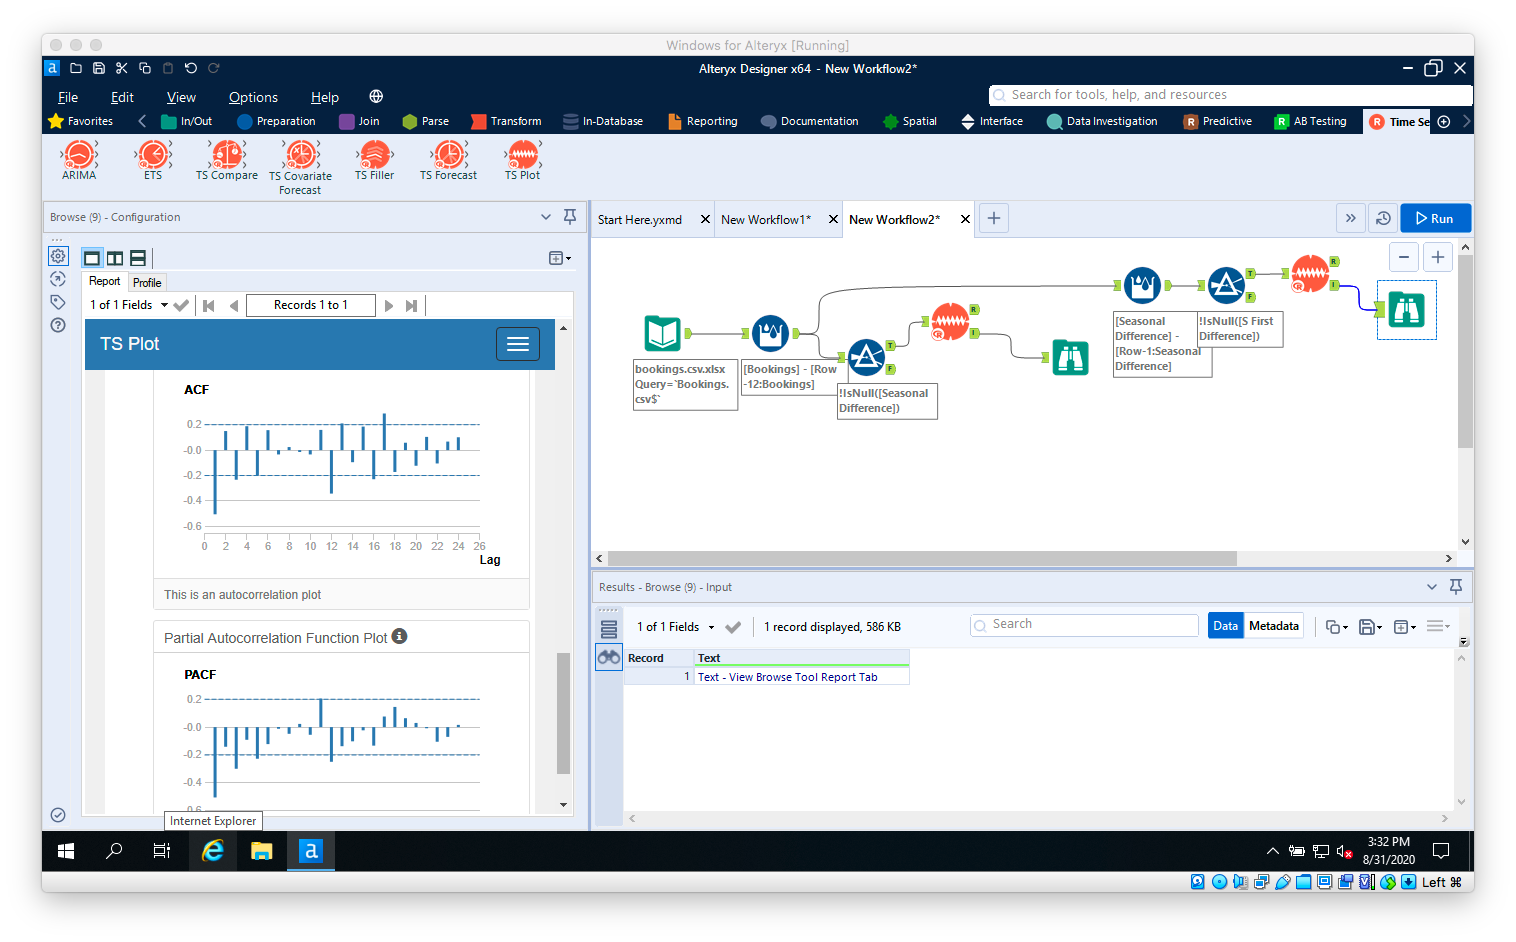 Windows for Alteryx [Running]
Alteryx Designer x64 - New Workflow2*
File Edit View Options Help
Search for tools, help, and resources
Favorites In/Out Preparation Join Parse Transform In-Database Reporting Documentation Spatial Interface Data Investigation Predictive AB Testing Time Se
ARIMA ETS TS Compare TS Covariate Forecast TS Filler TS Forecast TS Plot
Browse (9) - Configuration
Start Here.yxmd New Workflow1* New Workflow2*
Run
Report Profile
1 of 1 Fields Records 1 to 1
TS Plot
ACF
0.2
-0.0
-0.2
-0.4
-0.6
0 2 4 6 8 10 12 14 16 18 20 22 24 26
Lag
This is an autocorrelation plot
Partial Autocorrelation Function Plot
PACF
0.2
-0.0
-0.2
-0.4
Internet Explorer
bookings.csv.xlsx
Query=`Bookings.
csv$`
[Bookings] - [Row
-12:Bookings]
T
F
!IsNull([Seasonal
Difference])
R
I
[Seasonal
Difference] -
[Row-1:Seasonal
Difference]
T
F
!IsNull([S First
Difference])
R
I
Results - Browse (9) - Input
1 of 1 Fields 1 record displayed, 586 KB Search Data Metadata
Record Text
1 Text - View Browse Tool Report Tab
3:32 PM
8/31/2020
Left ⌘